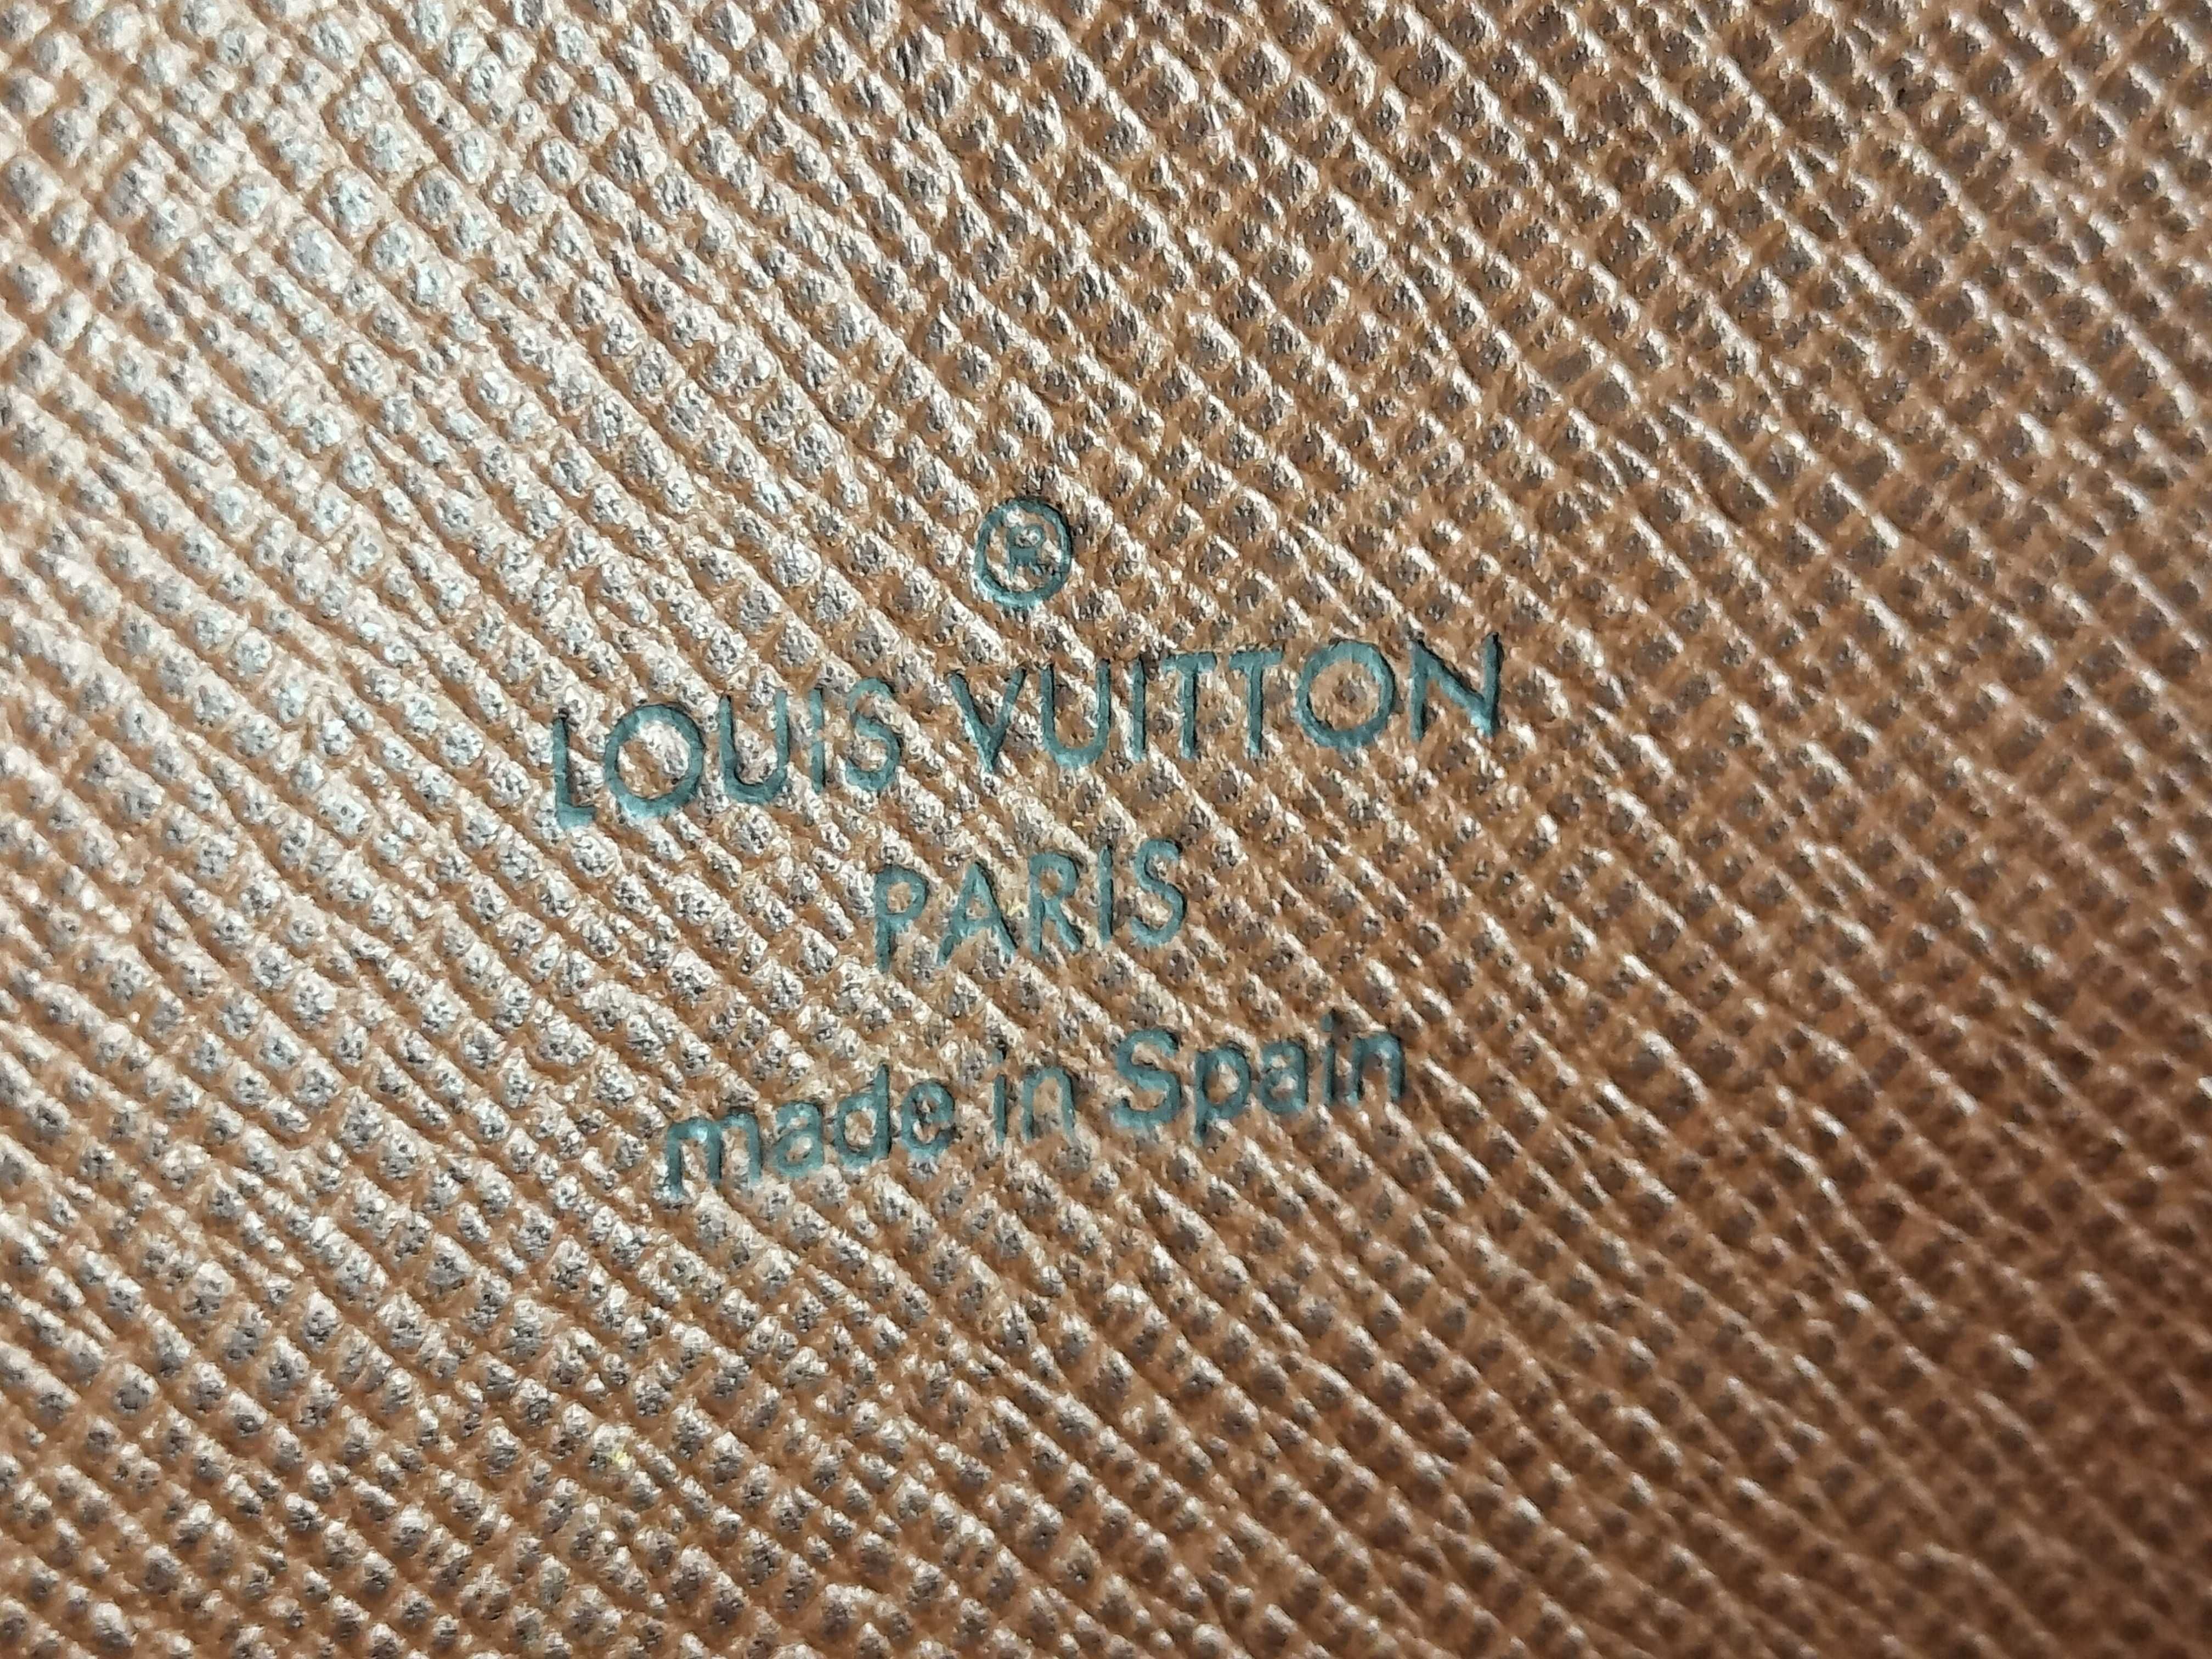 ®
LOUIS VUITTON
PARIS
made in Spain